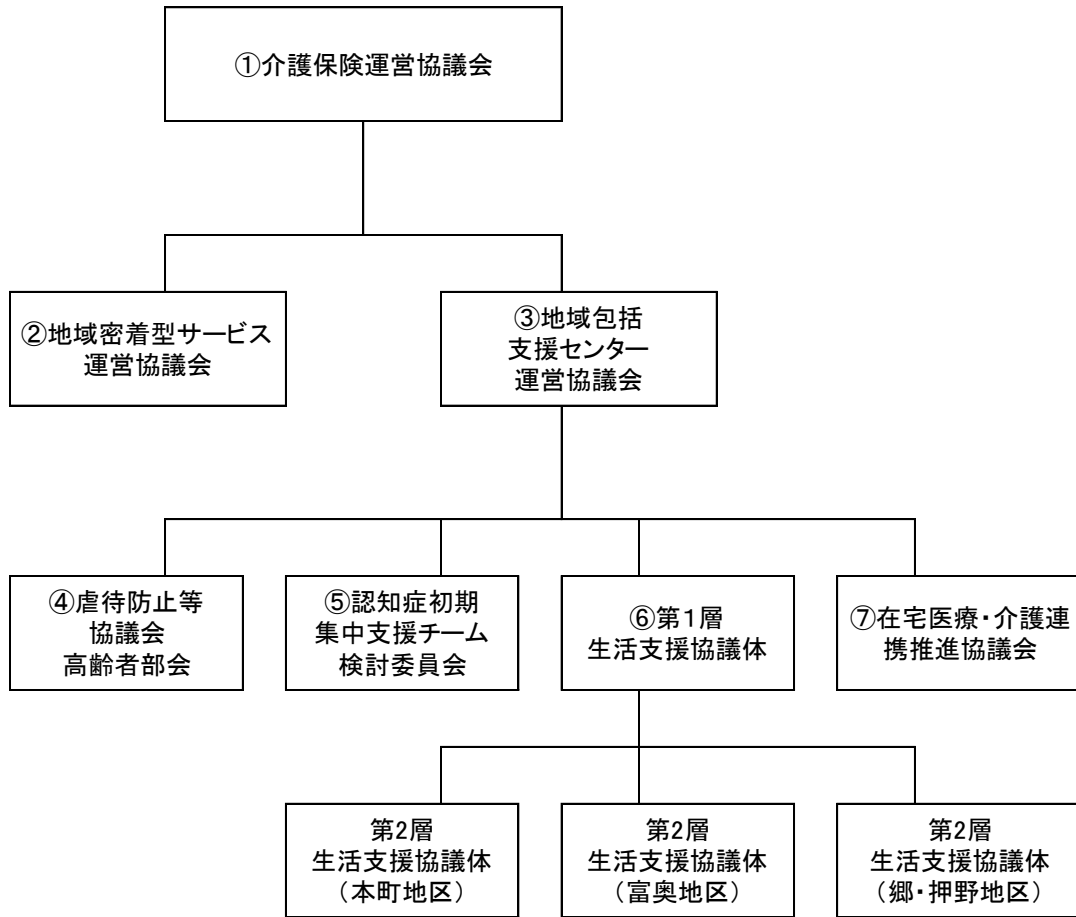 ①介護保険運営協議会
②地域密着型サービス
運営協議会
③地域包括
支援センター
運営協議会
④虐待防止等
協議会
高齢者部会
⑤認知症初期
集中支援チーム
検討委員会
⑥第１層
生活支援協議体
⑦在宅医療・介護連
携推進協議会
第2層
生活支援協議体
（本町地区）
第2層
生活支援協議体
（富奥地区）
第2層
生活支援協議体
（郷・押野地区）